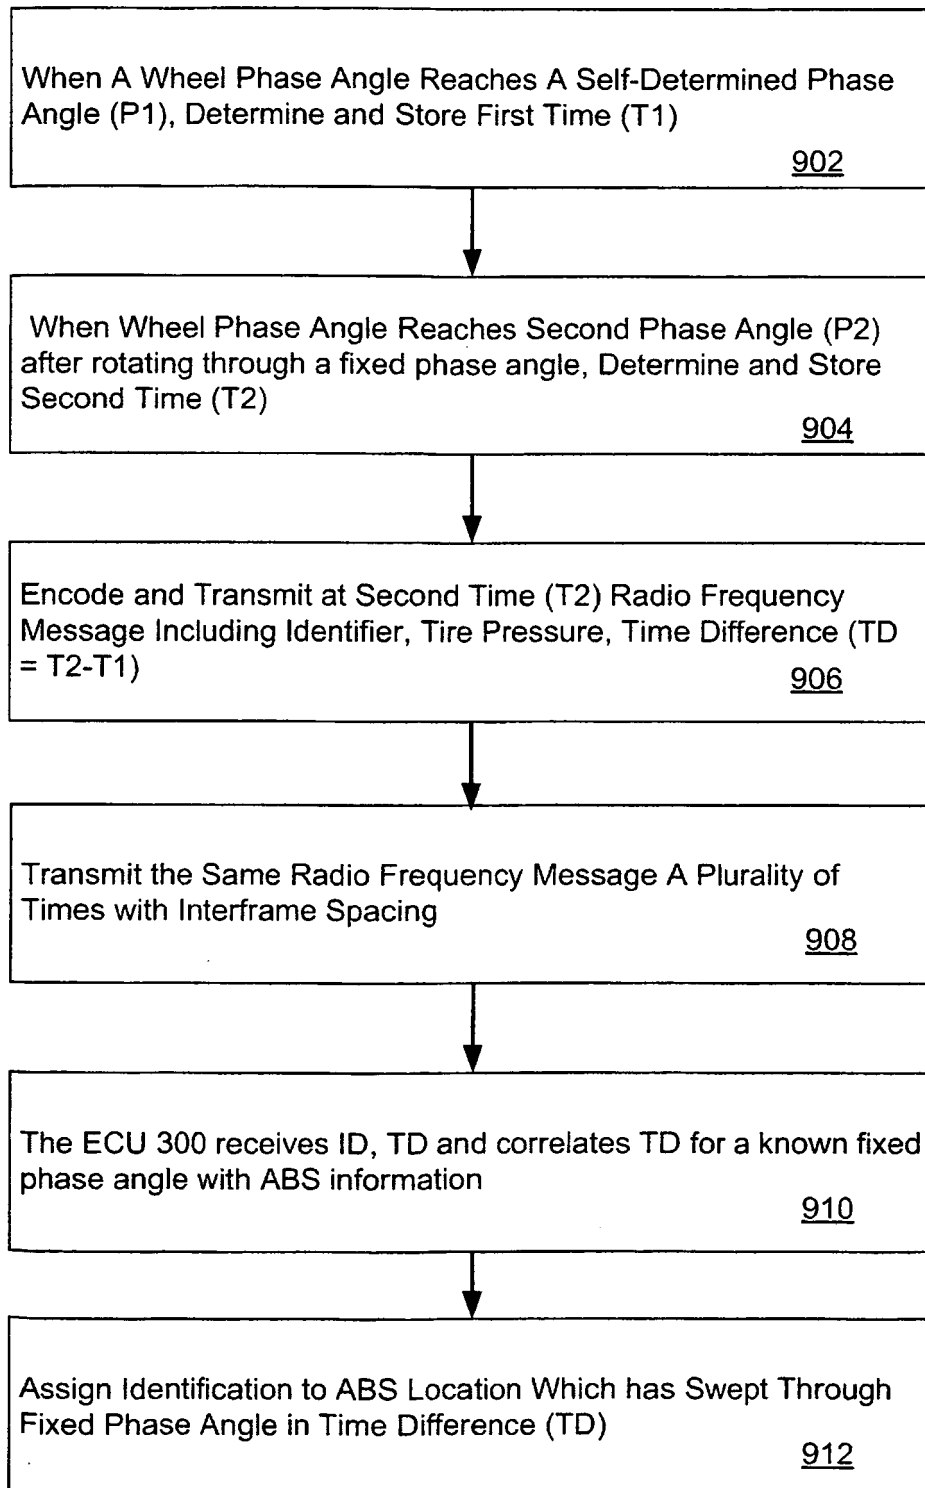 When A Wheel Phase Angle Reaches A Self-Determined Phase
Angle (P1), Determine and Store First Time (T1)
902
When Wheel Phase Angle Reaches Second Phase Angle (P2)
after rotating through a fixed phase angle, Determine and Store
Second Time (T2)
904
Encode and Transmit at Second Time (T2) Radio Frequency
Message Including Identifier, Tire Pressure, Time Difference (TD
= T2-T1)
906
Transmit the Same Radio Frequency Message A Plurality of
Times with Interframe Spacing
908
The ECU 300 receives ID, TD and correlates TD for a known fixed
phase angle with ABS information
910
Assign Identification to ABS Location Which has Swept Through
Fixed Phase Angle in Time Difference (TD)
912